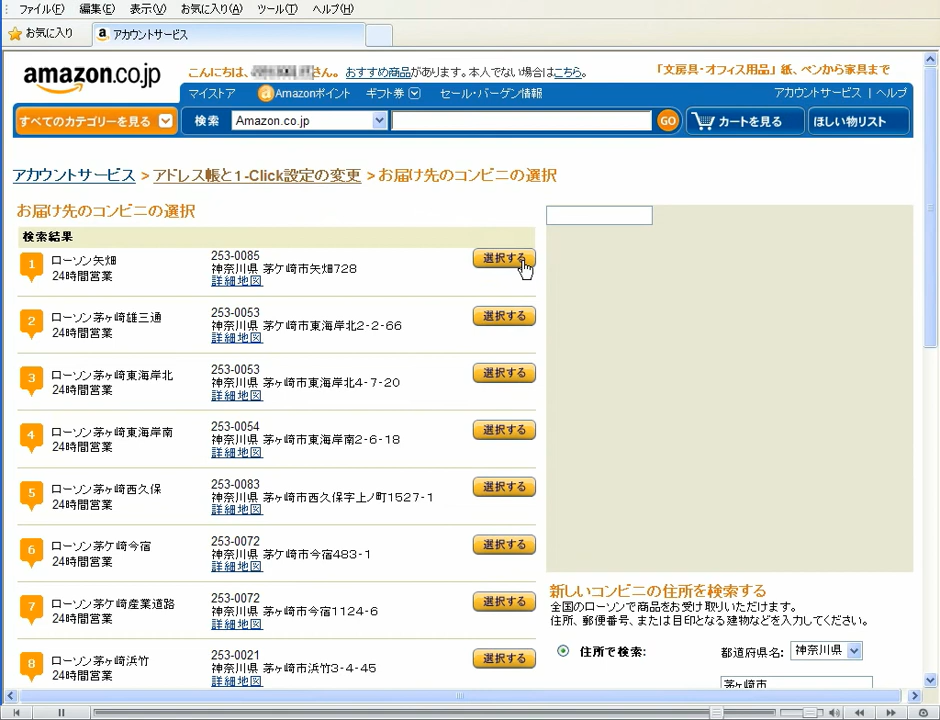 ファイル(F) 編集(E) 表示(V) お気に入り(A) ツール(T) ヘルプ(H)
お気に入り
アカウントサービス
amazon.co.jp
こんにちは、 さん。 おすすめ商品があります。本人でない場合はこちら。
「文房具・オフィス用品」紙、ペンから家具まで
マイストア Amazonポイント ギフト券 セール・バーゲン情報 アカウントサービス | ヘルプ
すべてのカテゴリーを見る 検索 Amazon.co.jp GO カートを見る ほしい物リスト
アカウントサービス > アドレス帳と1-Click設定の変更 > お届け先のコンビニの選択
お届け先のコンビニの選択
検索結果
1 ローソン矢畑
24時間営業
253-0085
神奈川県 茅ケ崎市矢畑728
詳細地図
選択する
2 ローソン茅ヶ崎雄三通
24時間営業
253-0053
神奈川県 茅ヶ崎市東海岸北2-2-66
詳細地図
選択する
3 ローソン茅ヶ崎東海岸北
24時間営業
253-0053
神奈川県 茅ヶ崎市東海岸北4-7-20
詳細地図
選択する
4 ローソン茅ヶ崎東海岸南
24時間営業
253-0054
神奈川県 茅ヶ崎市東海岸南2-6-18
詳細地図
選択する
5 ローソン茅ヶ崎西久保
24時間営業
253-0083
神奈川県 茅ヶ崎市西久保字上ノ町1527-1
詳細地図
選択する
6 ローソン茅ケ崎今宿
24時間営業
253-0072
神奈川県 茅ヶ崎市今宿483-1
詳細地図
選択する
7 ローソン茅ケ崎産業道路
24時間営業
253-0072
神奈川県 茅ヶ崎市今宿1124-6
詳細地図
選択する
8 ローソン茅ヶ崎浜竹
24時間営業
253-0021
神奈川県 茅ヶ崎市浜竹3-4-45
詳細地図
選択する
新しいコンビニの住所を検索する
全国のローソンで商品をお受け取りいただけます。
住所、郵便番号、または目印となる建物などを入力してください。
住所で検索: 都道府県名: 神奈川県
茅ヶ崎市